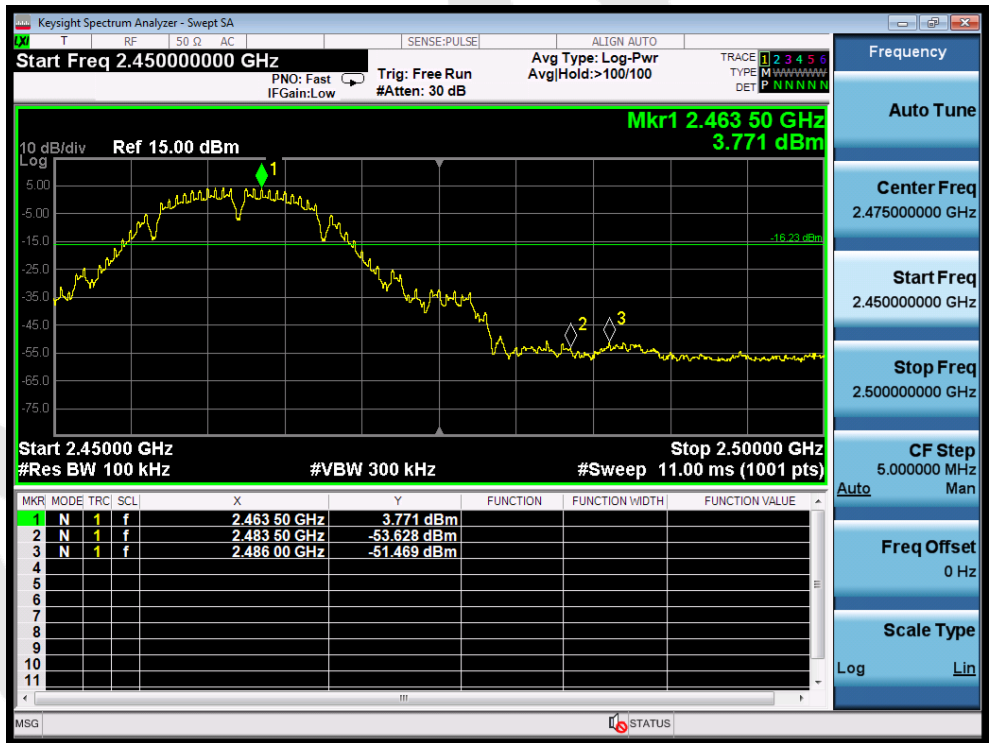 Keysight Spectrum Analyzer - Swept SA
LXI T RF 50 Ω AC SENSE:PULSE ALIGN AUTO
Start Freq 2.450000000 GHz
PNO: Fast
IFGain:Low
Trig: Free Run
#Atten: 30 dB
Avg Type: Log-Pwr
Avg|Hold:>100/100
TRACE 1 2 3 4 5 6
TYPE M WWWWW
DET P N N N N N
Mkr1 2.463 50 GHz
3.771 dBm
10 dB/div Ref 15.00 dBm
Log
1
5.00
-5.00
-15.0
-16.23 dBm
-25.0
-35.0
-45.0
2 3
-55.0
-65.0
-75.0
Start 2.45000 GHz Stop 2.50000 GHz
#Res BW 100 kHz #VBW 300 kHz #Sweep 11.00 ms (1001 pts)
MKR MODE TRC SCL X Y FUNCTION FUNCTION WIDTH FUNCTION VALUE
1 N 1 f 2.463 50 GHz 3.771 dBm
2 N 1 f 2.483 50 GHz -53.628 dBm
3 N 1 f 2.486 00 GHz -51.469 dBm
4
5
6
7
8
9
10
11
MSG STATUS
Frequency
Auto Tune
Center Freq
2.475000000 GHz
Start Freq
2.450000000 GHz
Stop Freq
2.500000000 GHz
CF Step
5.000000 MHz
Auto Man
Freq Offset
0 Hz
Scale Type
Log Lin